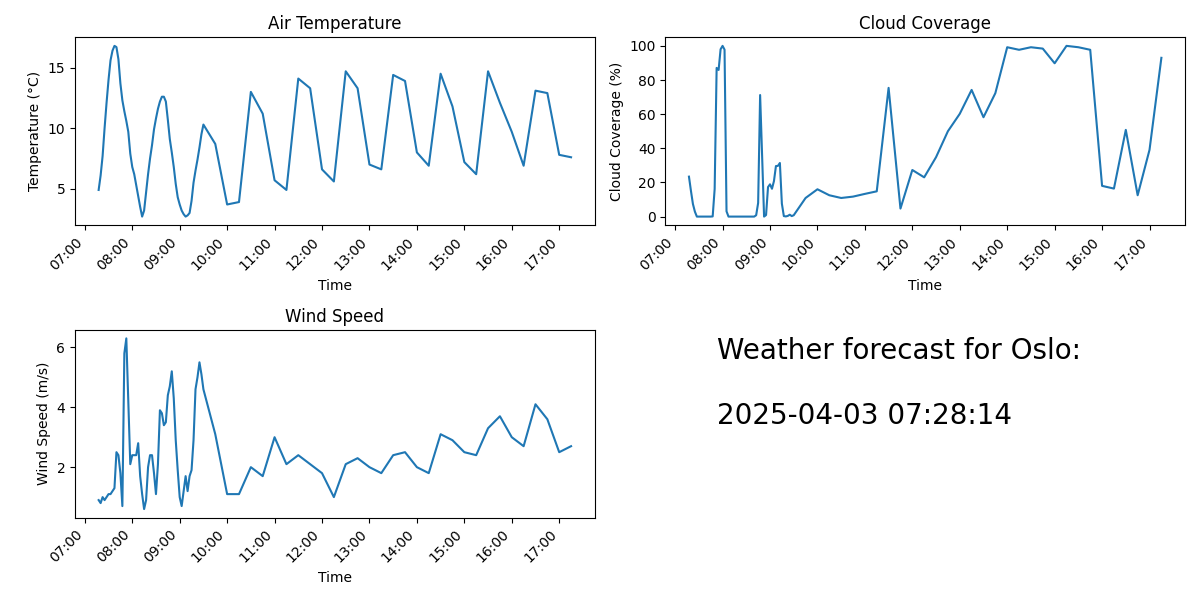 Air Temperature
Temperature (°C)
15
10
5
07:00 08:00 09:00 10:00 11:00 12:00 13:00 14:00 15:00 16:00 17:00
Time
Cloud Coverage
Cloud Coverage (%)
100
80
60
40
20
0
07:00 08:00 09:00 10:00 11:00 12:00 13:00 14:00 15:00 16:00 17:00
Time
Wind Speed
Wind Speed (m/s)
6
4
2
07:00 08:00 09:00 10:00 11:00 12:00 13:00 14:00 15:00 16:00 17:00
Time
Weather forecast for Oslo:
2025-04-03 07:28:14